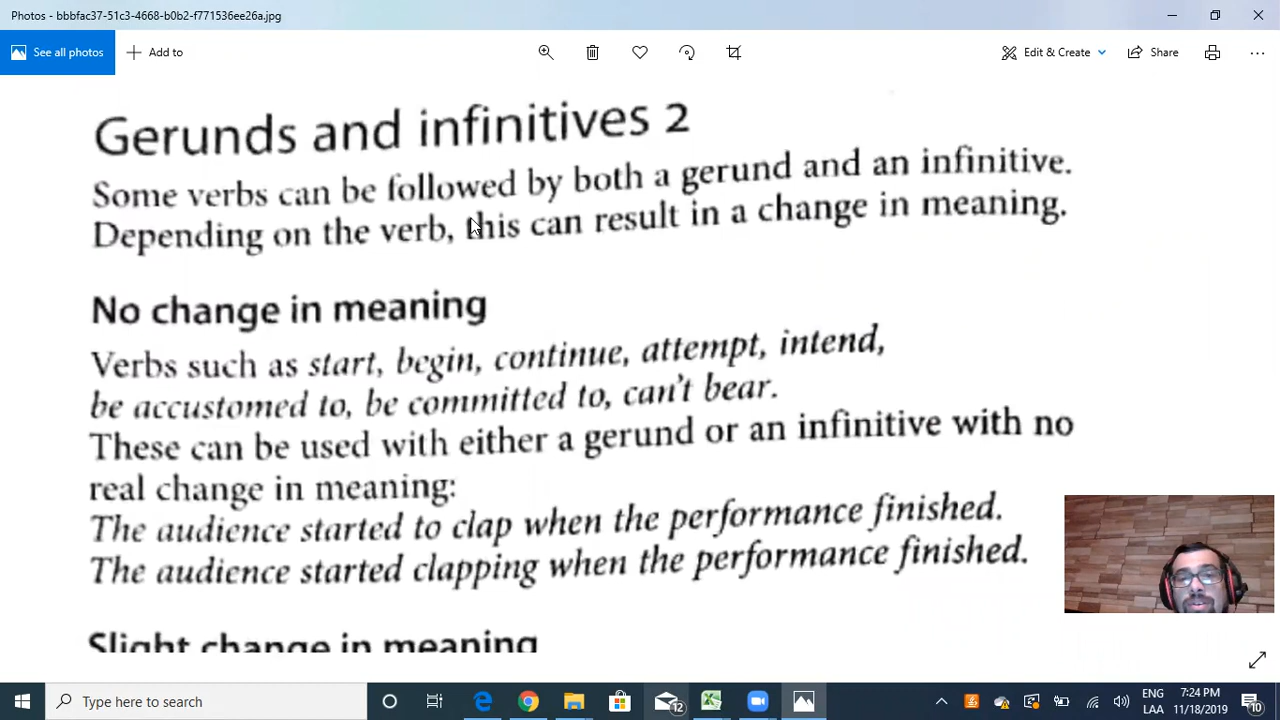 Photos - bbbfac37-51c3-4668-b0b2-f771536ee26a.jpg
See all photos
Add to
Edit & Create
Share
Gerunds and infinitives 2
Some verbs can be followed by both a gerund and an infinitive.
Depending on the verb, this can result in a change in meaning.
No change in meaning
Verbs such as start, begin, continue, attempt, intend,
be accustomed to, be committed to, can't bear.
These can be used with either a gerund or an infinitive with no
real change in meaning:
The audience started to clap when the performance finished.
The audience started clapping when the performance finished.
Slight change in meaning
Type here to search
12
ENG
LAA
7:24 PM
11/18/2019
10